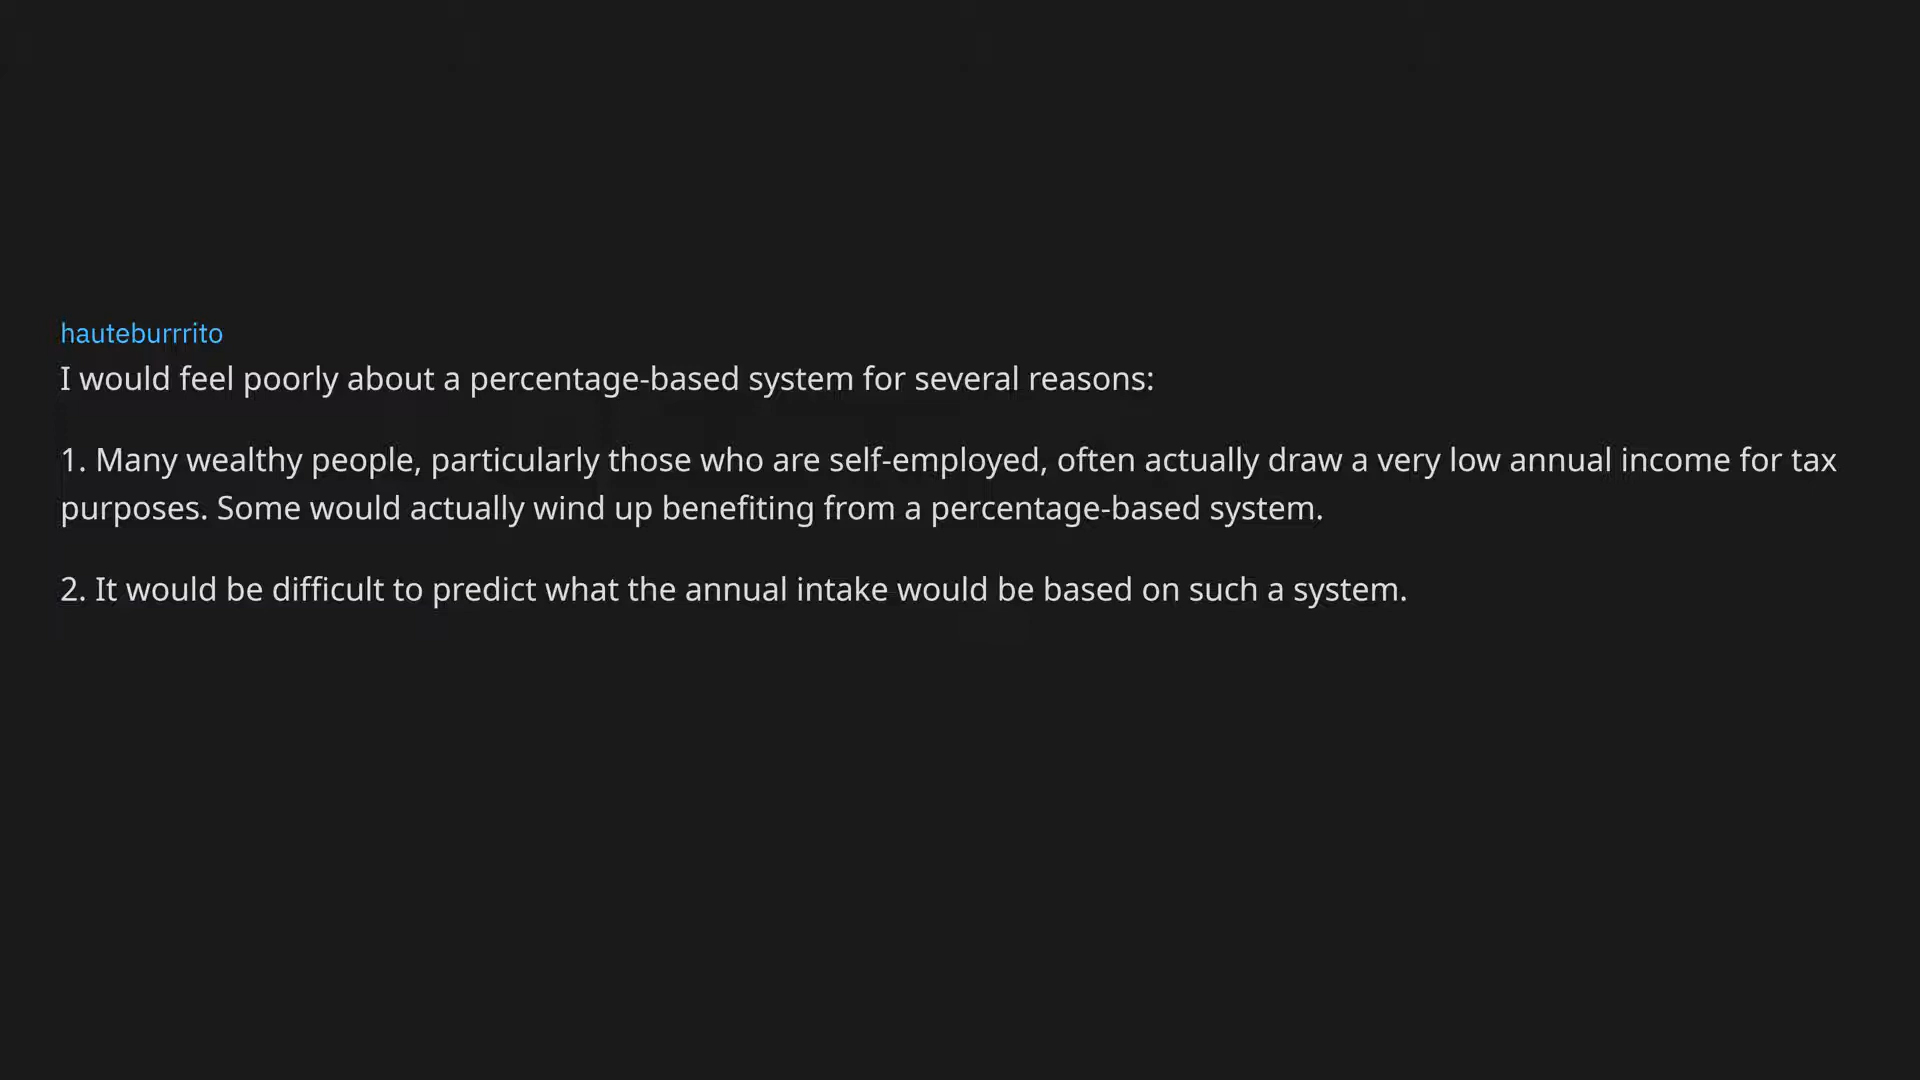 hauteburrrito
I would feel poorly about a percentage-based system for several reasons:
1. Many wealthy people, particularly those who are self-employed, often actually draw a very low annual income for tax
purposes. Some would actually wind up benefiting from a percentage-based system.
2. It would be difficult to predict what the annual intake would be based on such a system.